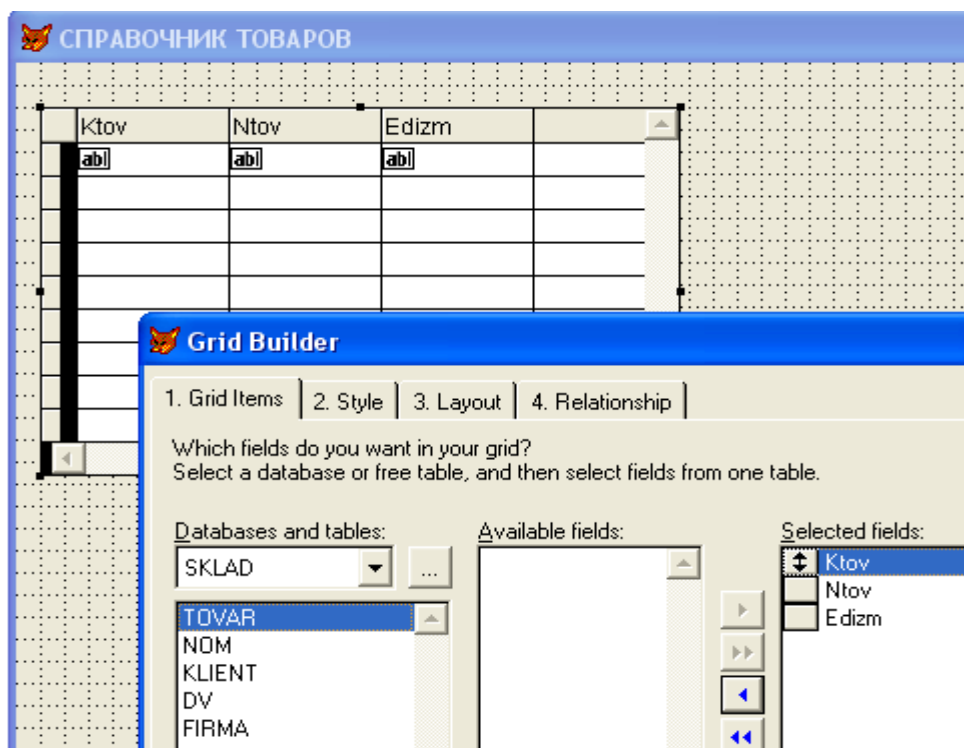 СПРАВОЧНИК ТОВАРОВ
Ktov Ntov Edizm
abl abl abl
Grid Builder
1. Grid Items 2. Style 3. Layout 4. Relationship
Which fields do you want in your grid?
Select a database or free table, and then select fields from one table.
Databases and tables: Available fields: Selected fields:
SKLAD ... Ktov
Ntov
TOVAR Edizm
NOM
KLIENT
DV
FIRMA